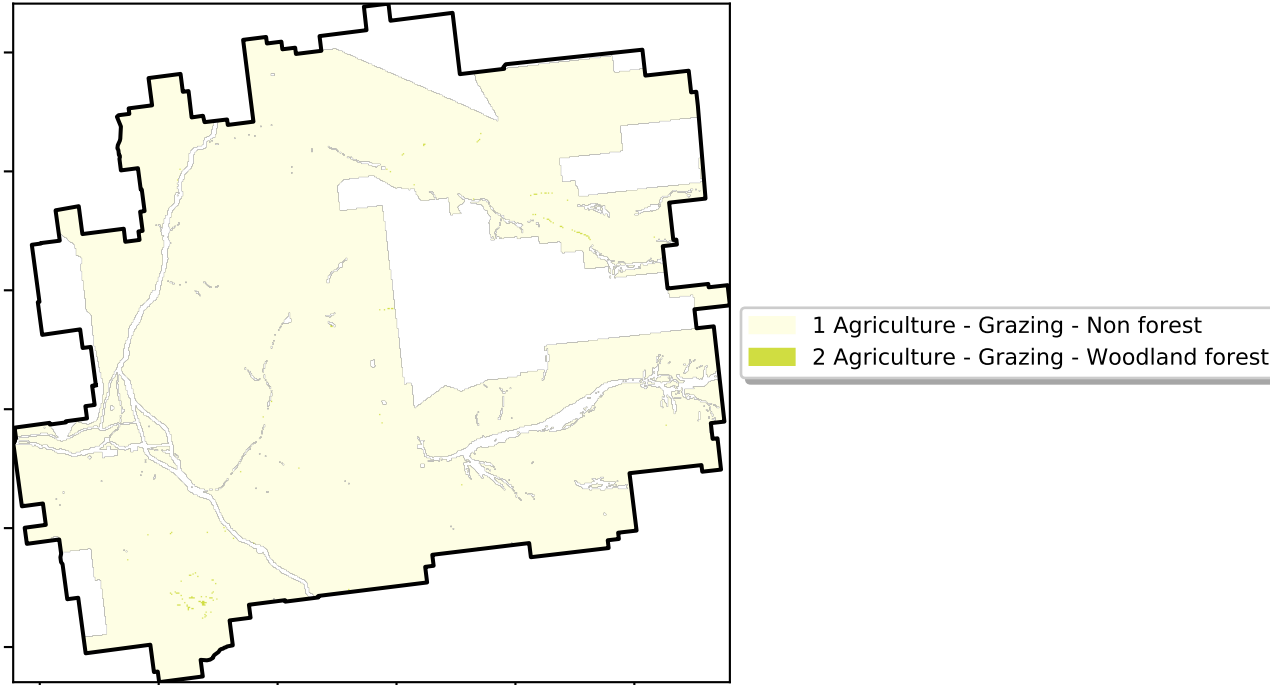 1 Agriculture - Grazing - Non forest
2 Agriculture - Grazing - Woodland forest